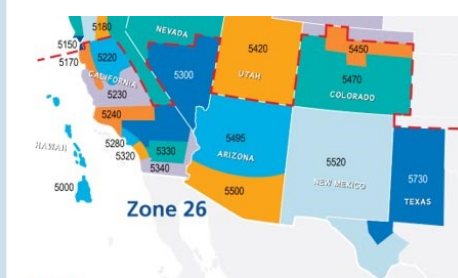 5180
NEVADA
5150
5170
5220
CALIFORNIA
5230
5300
5420
UTAH
5450
5470
COLORADO
5240
HAWAII
5280
5320
5330
5340
5495
ARIZONA
5520
NEW MEXICO
5000
5500
5730
TEXAS
Zone 26